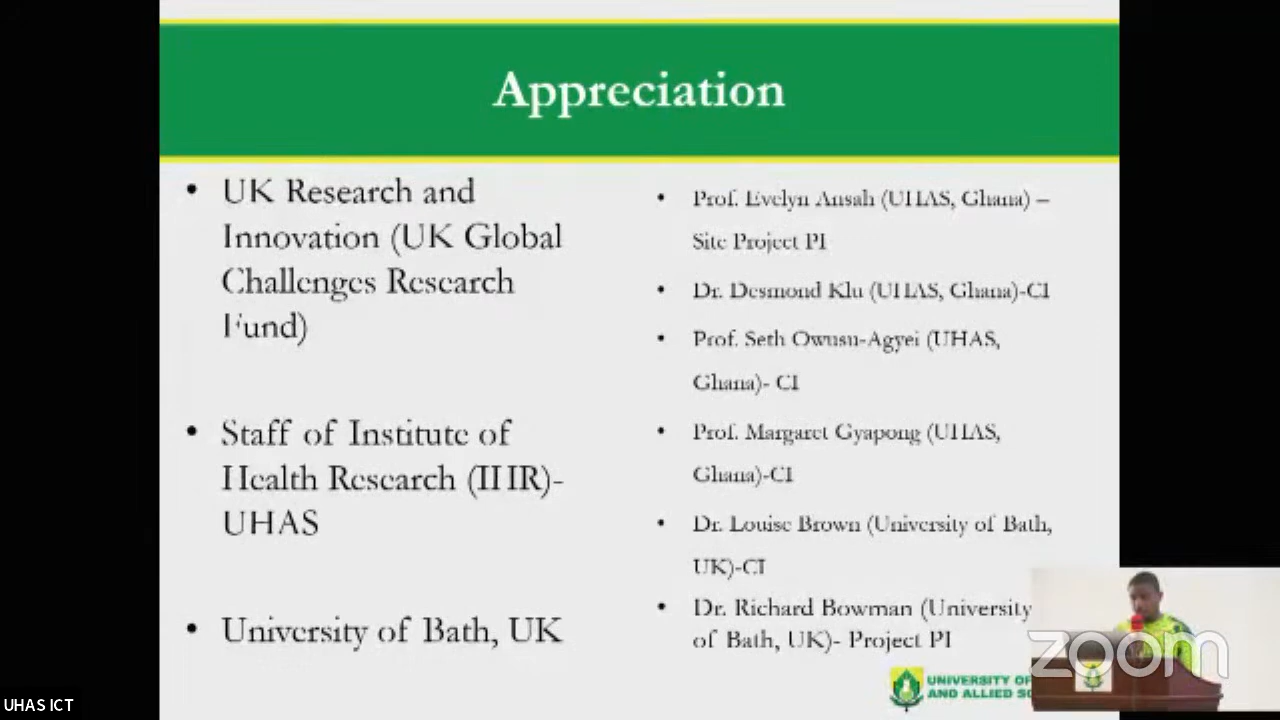 Appreciation
• UK Research and
Innovation (UK Global
Challenges Research
Fund)
• Staff of Institute of
Health Research (IHR)-
UHAS
• University of Bath, UK
• Prof. Evelyn Ansah (UHAS, Ghana) –
Site Project PI
• Dr. Desmond Klu (UHAS, Ghana)-CI
• Prof. Seth Owusu-Agyei (UHAS,
Ghana)- CI
• Prof. Margaret Gyapong (UHAS,
Ghana)-CI
• Dr. Louise Brown (University of Bath,
UK)-CI
• Dr. Richard Bowman (University
of Bath, UK)- Project PI
UNIVERSITY OF
AND ALLIED
zoom
UHAS ICT